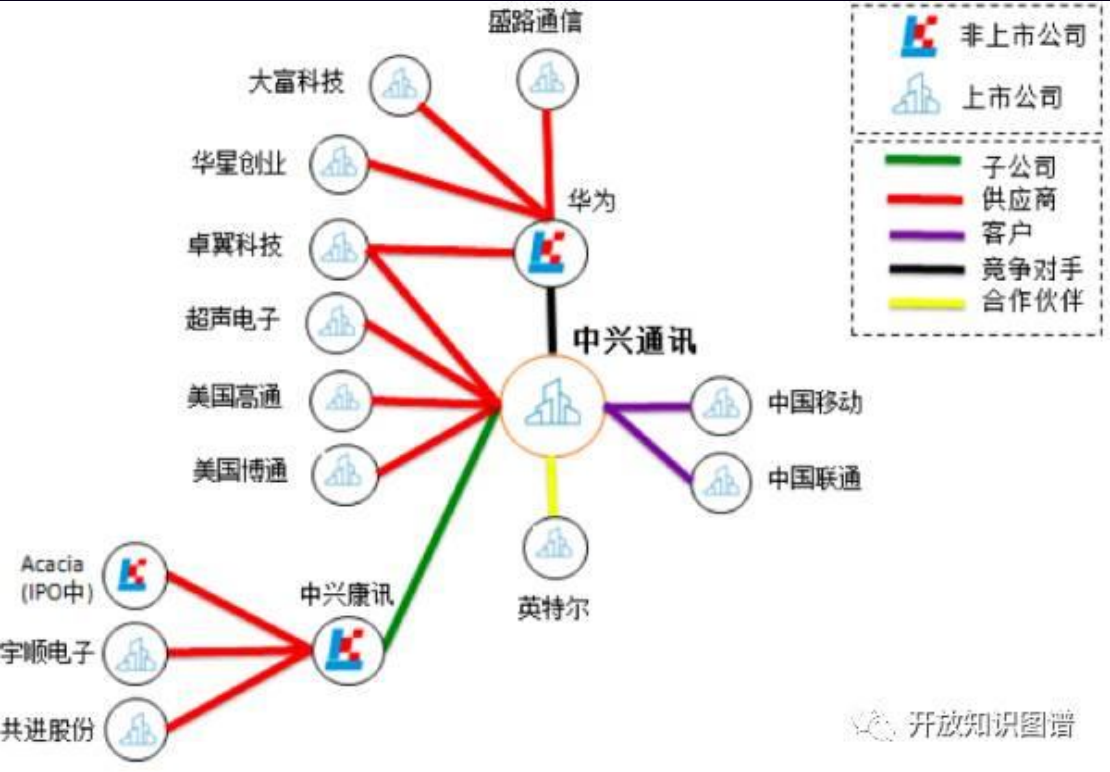 盛路通信
非上市公司
大富科技
上市公司
华星创业
子公司
华为
供应商
卓翼科技
客户
竞争对手
超声电子
合作伙伴
中兴通讯
美国高通
中国移动
美国博通
中国联通
Acacia
(IPO中)
中兴康讯
英特尔
宇顺电子
共进股份
开放知识图谱